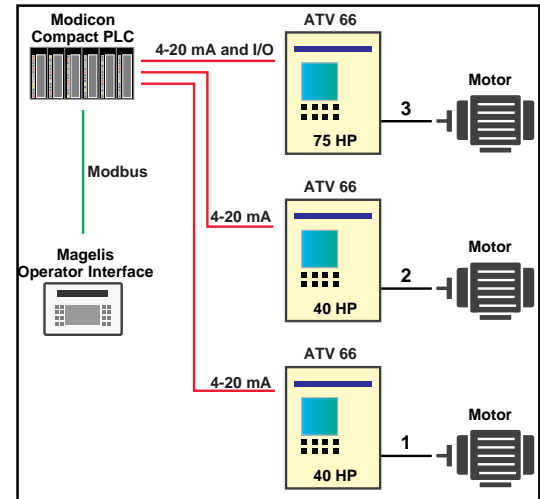 Modicon
Compact PLC
4-20 mA and I/O
ATV 66
75 HP
3
Motor
Modbus
4-20 mA
ATV 66
40 HP
2
Motor
Magelis
Operator Interface
4-20 mA
ATV 66
40 HP
1
Motor